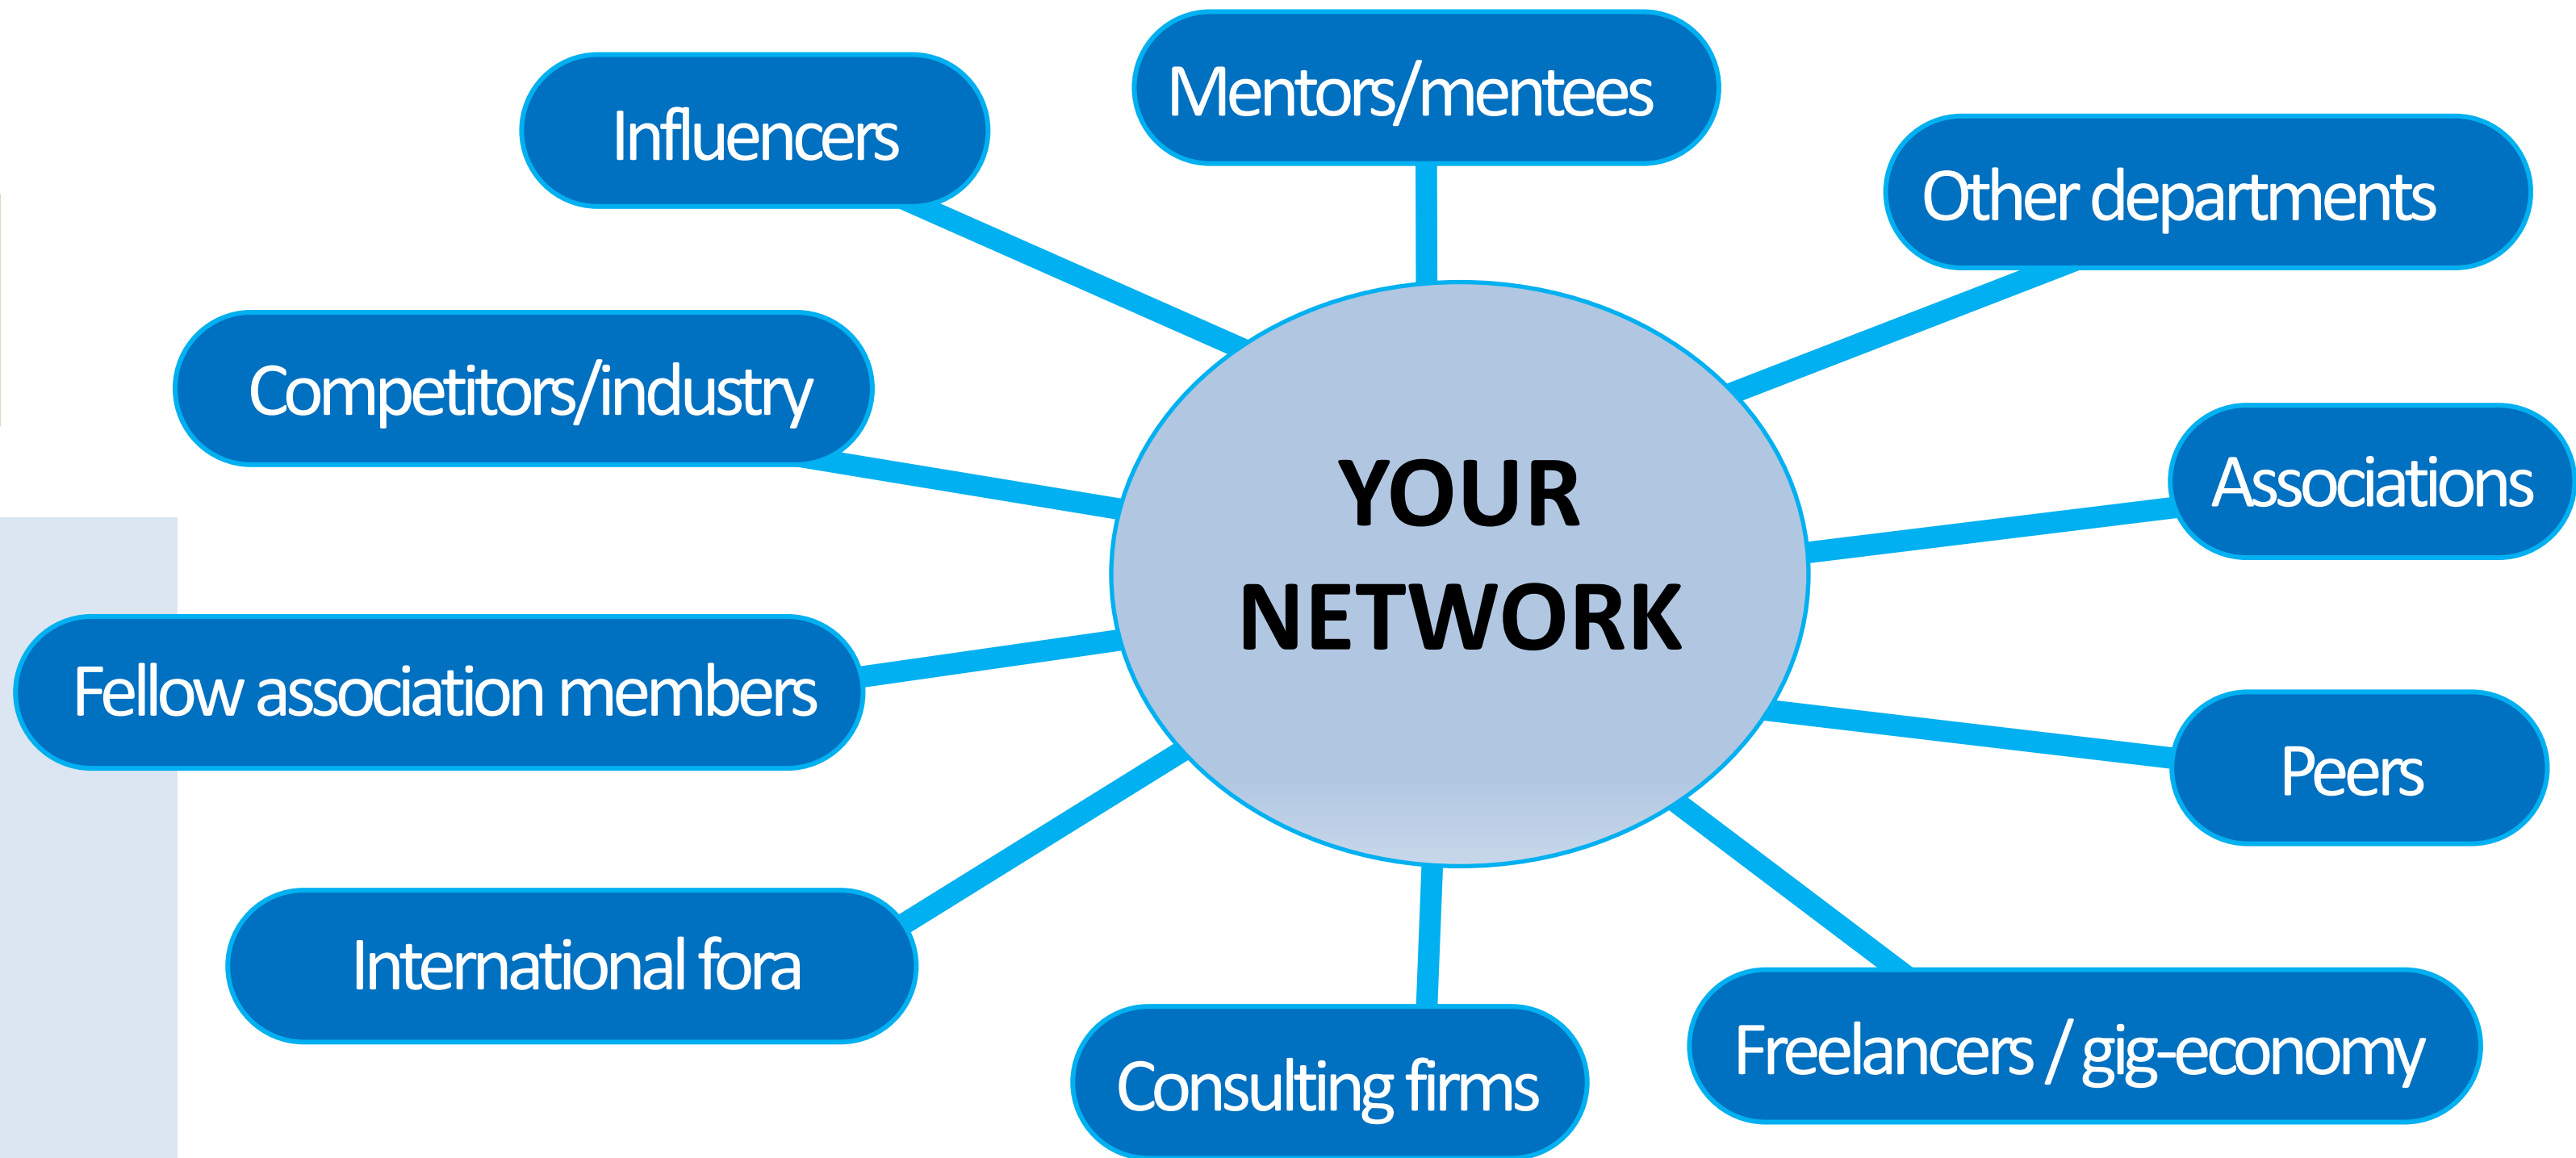 Mentors/mentees
Influencers
Other departments
Competitors/industry
Associations
YOUR
NETWORK
Fellow association members
Peers
International fora
Freelancers / gig-economy
Consulting firms